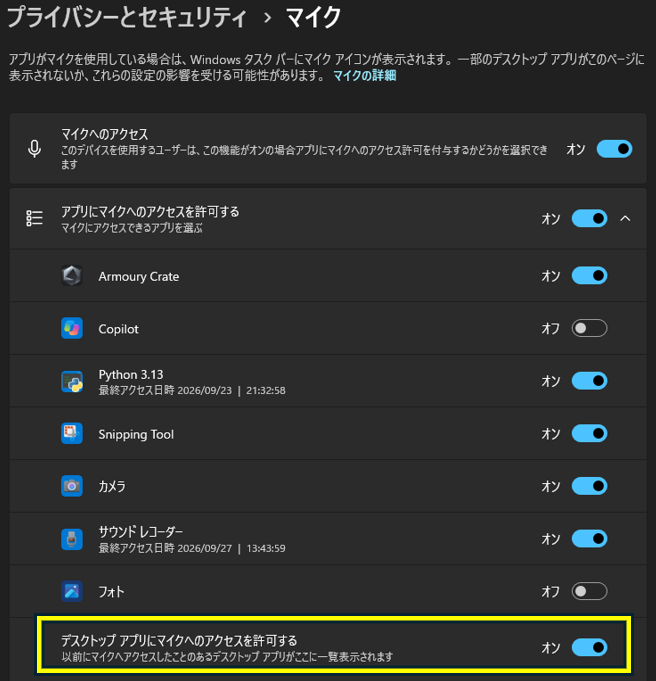 プライバシーとセキュリティ › マイク
アプリがマイクを使用している場合は、Windows タスク バーにマイク アイコンが表示されます。一部のデスクトップ アプリがこのページに
表示されないか、これらの設定の影響を受ける可能性があります。 マイクの詳細
マイクへのアクセス
このデバイスを使用するユーザーは、この機能がオンの場合アプリにマイクへのアクセス許可を付与するかどうかを選択でき
ます
オン
アプリにマイクへのアクセスを許可する
マイクにアクセスできるアプリを選ぶ
オン
Armoury Crate
オン
Copilot
オフ
Python 3.13
最終アクセス日時 2026/09/23 | 21:32:58
オン
Snipping Tool
オン
カメラ
オン
サウンド レコーダー
最終アクセス日時 2026/09/27 | 13:43:59
オン
フォト
オフ
デスクトップ アプリにマイクへのアクセスを許可する
以前にマイクへアクセスしたことのあるデスクトップ アプリがここに一覧表示されます
オン